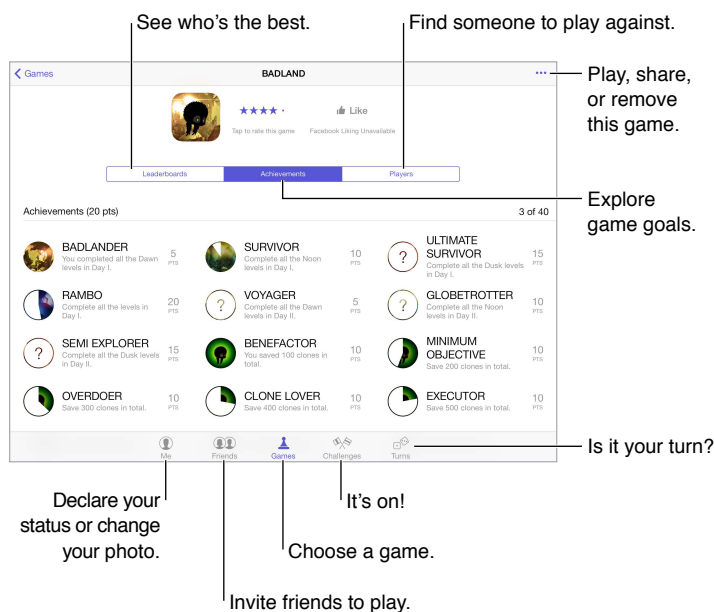 See who's the best.
Find someone to play against.
Games
BADLAND
•••
Play, share,
or remove
this game.
Like
Tap to rate this game
Facebook Liking Unavailable
Leaderboards
Achievements
Players
Explore
game goals.
Achievements (20 pts)
3 of 40
BADLANDER
You completed all the Dawn
levels in Day I.
5
PTS
SURVIVOR
Complete all the Noon
levels in Day I.
10
PTS
?
ULTIMATE
SURVIVOR
Complete all the Dusk levels
in Day I.
15
PTS
RAMBO
Complete all the levels in
Day I.
20
PTS
?
VOYAGER
Complete all the Dawn
levels in Day II.
5
PTS
?
GLOBETROTTER
Complete all the Noon
levels in Day II.
10
PTS
?
SEMI EXPLORER
Complete all the Dusk levels
in Day II.
15
PTS
BENEFACTOR
You saved 100 clones in
total.
10
PTS
MINIMUM
OBJECTIVE
Save 200 clones in total.
10
PTS
OVERDOER
Save 300 clones in total.
10
PTS
CLONE LOVER
Save 400 clones in total.
10
PTS
EXECUTOR
Save 500 clones in total.
10
PTS
Me
Friends
Games
Challenges
Turns
Is it your turn?
Declare your
status or change
your photo.
It's on!
Choose a game.
Invite friends to play.